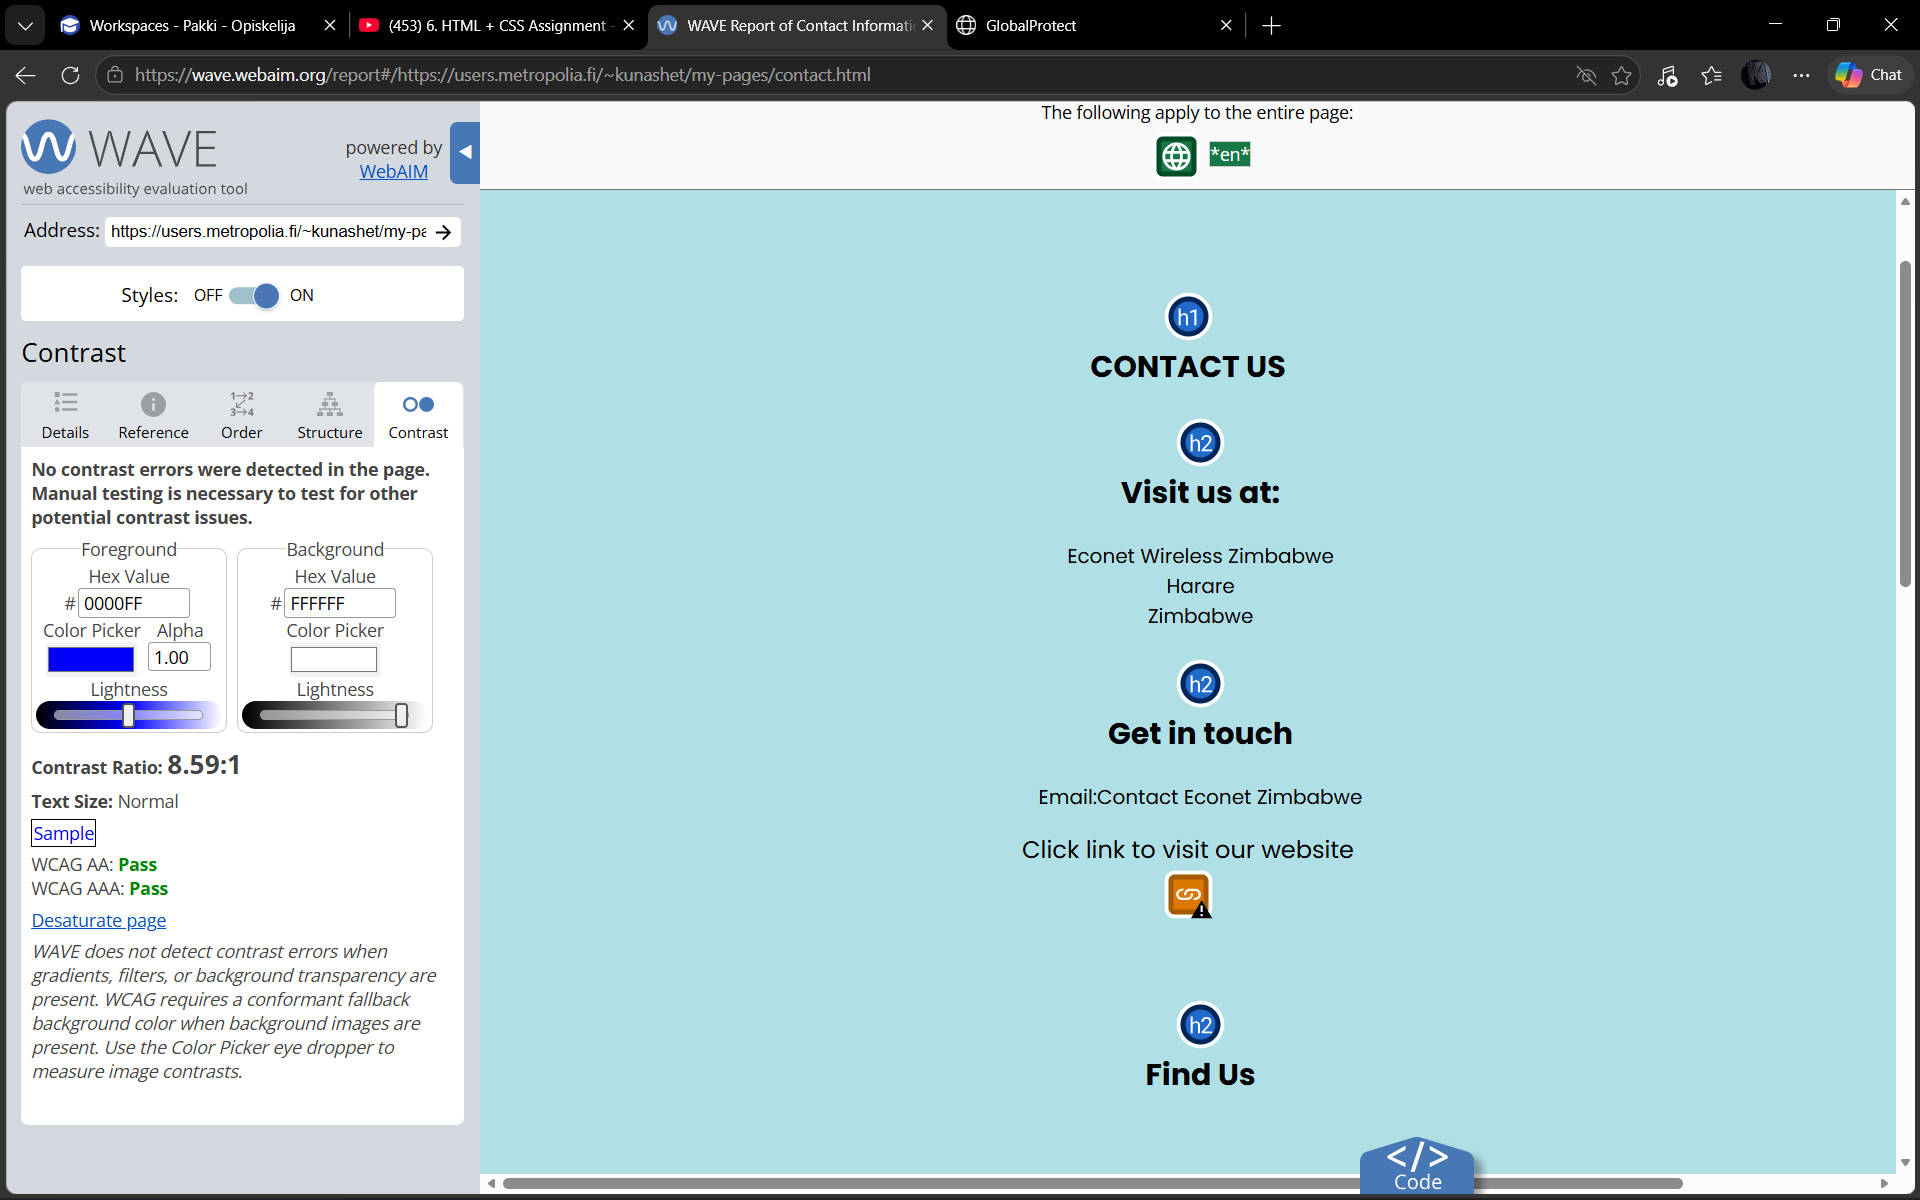 Workspaces - Pakki - Opiskelija
(453) 6. HTML + CSS Assignment -
WAVE Report of Contact Informati
GlobalProtect
https://wave.webaim.org/report#/https://users.metropolia.fi/~kunashet/my-pages/contact.html
Chat
WAVE
web accessibility evaluation tool
powered by
WebAIM
Address: https://users.metropolia.fi/~kunashet/my-pa
Styles: OFF ON
Contrast
Details
Reference
1→2
3→4
Order
Structure
Contrast
No contrast errors were detected in the page.
Manual testing is necessary to test for other
potential contrast issues.
Foreground
Hex Value
# 0000FF
Color Picker Alpha
1.00
Lightness
Background
Hex Value
# FFFFFF
Color Picker
Lightness
Contrast Ratio: 8.59:1
Text Size: Normal
Sample
WCAG AA: Pass
WCAG AAA: Pass
Desaturate page
WAVE does not detect contrast errors when
gradients, filters, or background transparency are
present. WCAG requires a conformant fallback
background color when background images are
present. Use the Color Picker eye dropper to
measure image contrasts.
The following apply to the entire page:
*en*
h1
CONTACT US
h2
Visit us at:
Econet Wireless Zimbabwe
Harare
Zimbabwe
h2
Get in touch
Email:Contact Econet Zimbabwe
Click link to visit our website
h2
Find Us
</>
Code